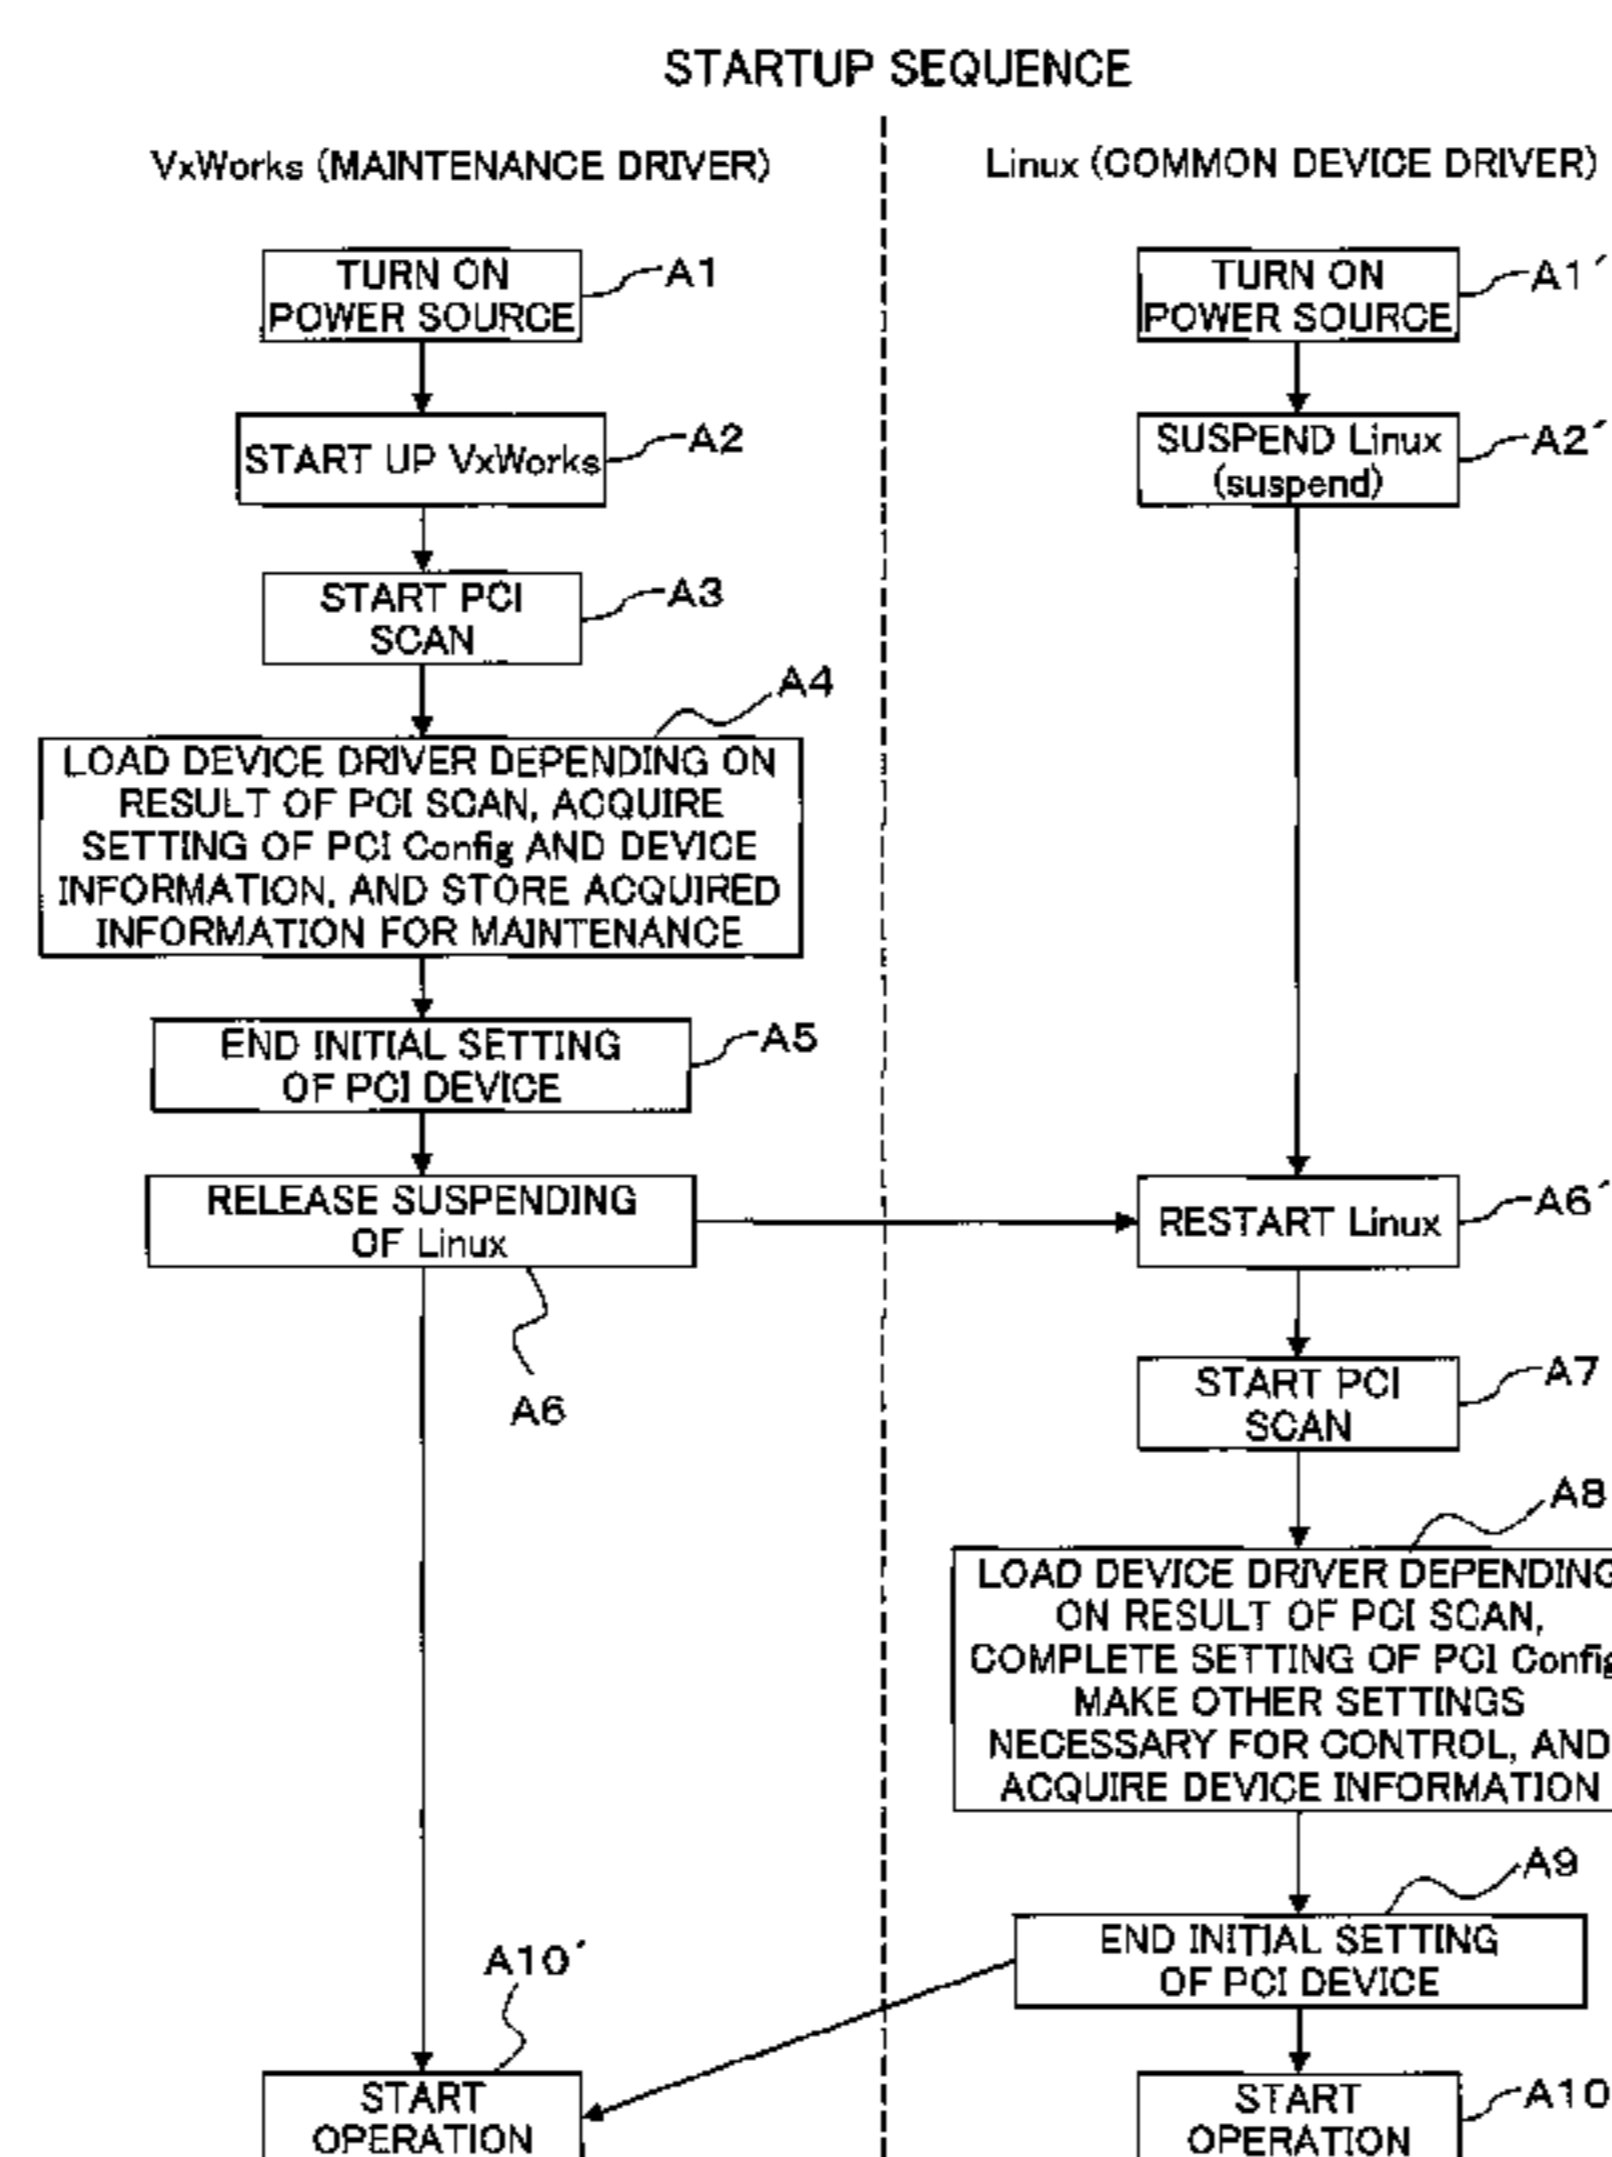 STARTUP SEQUENCE
VxWorks (MAINTENANCE DRIVER)
TURN ON
POWER SOURCE
A1
START UP VxWorks
A2
START PCI
SCAN
A3
A4
LOAD DEVICE DRIVER DEPENDING ON
RESULT OF PCI SCAN, ACQUIRE
SETTING OF PCI Config AND DEVICE
INFORMATION, AND STORE ACQUIRED
INFORMATION FOR MAINTENANCE
END INITIAL SETTING
OF PCI DEVICE
A5
RELEASE SUSPENDING
OF Linux
A6
A10´
START
OPERATION
Linux (COMMON DEVICE DRIVER)
TURN ON
POWER SOURCE
A1´
SUSPEND Linux
(suspend)
A2´
RESTART Linux
A6´
START PCI
SCAN
A7
A8
LOAD DEVICE DRIVER DEPENDING
ON RESULT OF PCI SCAN,
COMPLETE SETTING OF PCI Config
MAKE OTHER SETTINGS
NECESSARY FOR CONTROL, AND
ACQUIRE DEVICE INFORMATION
A9
END INITIAL SETTING
OF PCI DEVICE
START
OPERATION
A10